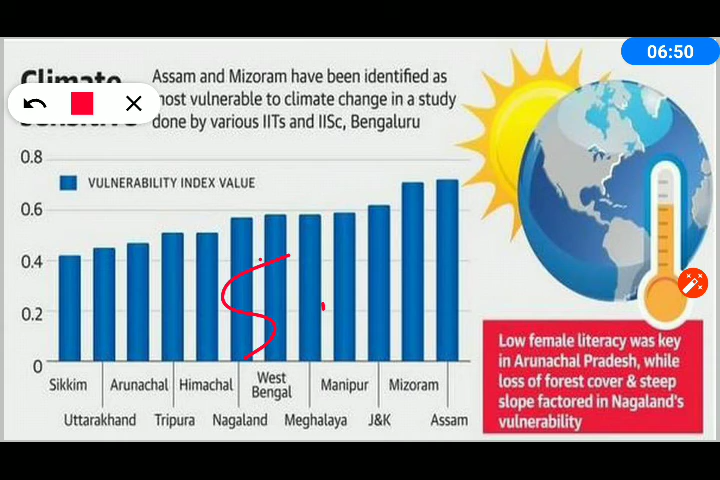 06:50
Climate
Assam and Mizoram have been identified as
most vulnerable to climate change in a study
done by various IITs and IISc, Bengaluru
0.8
VULNERABILITY INDEX VALUE
0.6
0.4
0.2
0
Sikkim
Arunachal
Himachal
West
Bengal
Manipur
Mizoram
Uttarakhand
Tripura
Nagaland
Meghalaya
J&K
Assam
Low female literacy was key
in Arunachal Pradesh, while
loss of forest cover & steep
slope factored in Nagaland's
vulnerability